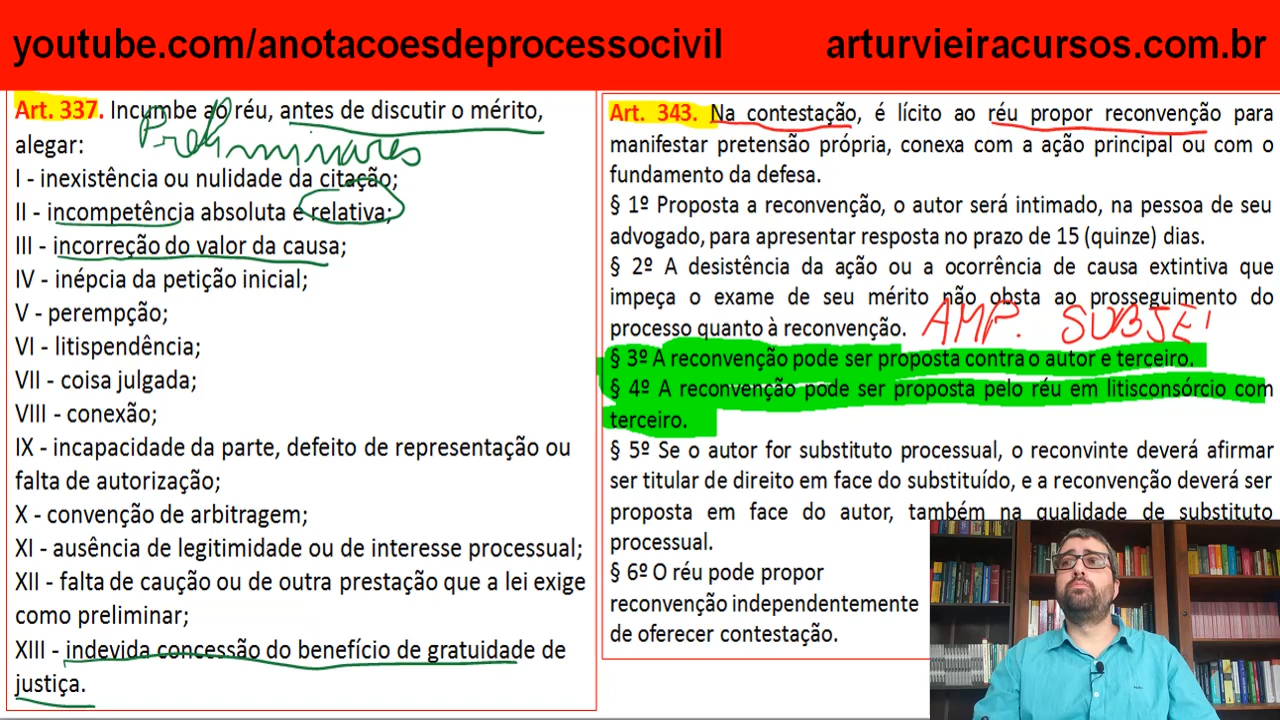 youtube.com/anotacoesdeprocessocivil arturvieiracursos.com.br
Art. 337. Incumbe ao réu, antes de discutir o mérito,
alegar:
Preliminares
I - inexistência ou nulidade da citação;
II - incompetência absoluta e relativa;
III - incorreção do valor da causa;
IV - inépcia da petição inicial;
V - perempção;
VI - litispendência;
VII - coisa julgada;
VIII - conexão;
IX - incapacidade da parte, defeito de representação ou
falta de autorização;
X - convenção de arbitragem;
XI - ausência de legitimidade ou de interesse processual;
XII - falta de caução ou de outra prestação que a lei exige
como preliminar;
XIII - indevida concessão do benefício de gratuidade de
justiça.
Art. 343. Na contestação, é lícito ao réu propor reconvenção para
manifestar pretensão própria, conexa com a ação principal ou com o
fundamento da defesa.
§ 1º Proposta a reconvenção, o autor será intimado, na pessoa de seu
advogado, para apresentar resposta no prazo de 15 (quinze) dias.
§ 2º A desistência da ação ou a ocorrência de causa extintiva que
impeça o exame de seu mérito não obsta ao prosseguimento do
processo quanto à reconvenção.
AMP. SUBJE
§ 3º A reconvenção pode ser proposta contra o autor e terceiro.
§ 4º A reconvenção pode ser proposta pelo réu em litisconsórcio com
terceiro.
§ 5º Se o autor for substituto processual, o reconvinte deverá afirmar
ser titular de direito em face do substituído, e a reconvenção deverá ser
proposta em face do autor, também na qualidade de substituto
processual.
§ 6º O réu pode propor
reconvenção independentemente
de oferecer contestação.